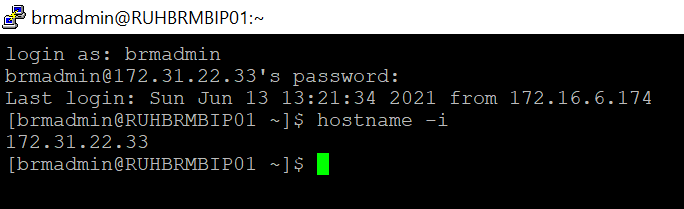 brmadmin@RUHBRMBIP01:~
login as: brmadmin
brmadmin@172.31.22.33's password:
Last login: Sun Jun 13 13:21:34 2021 from 172.16.6.174
[brmadmin@RUHBRMBIP01 ~]$ hostname -i
172.31.22.33
[brmadmin@RUHBRMBIP01 ~]$